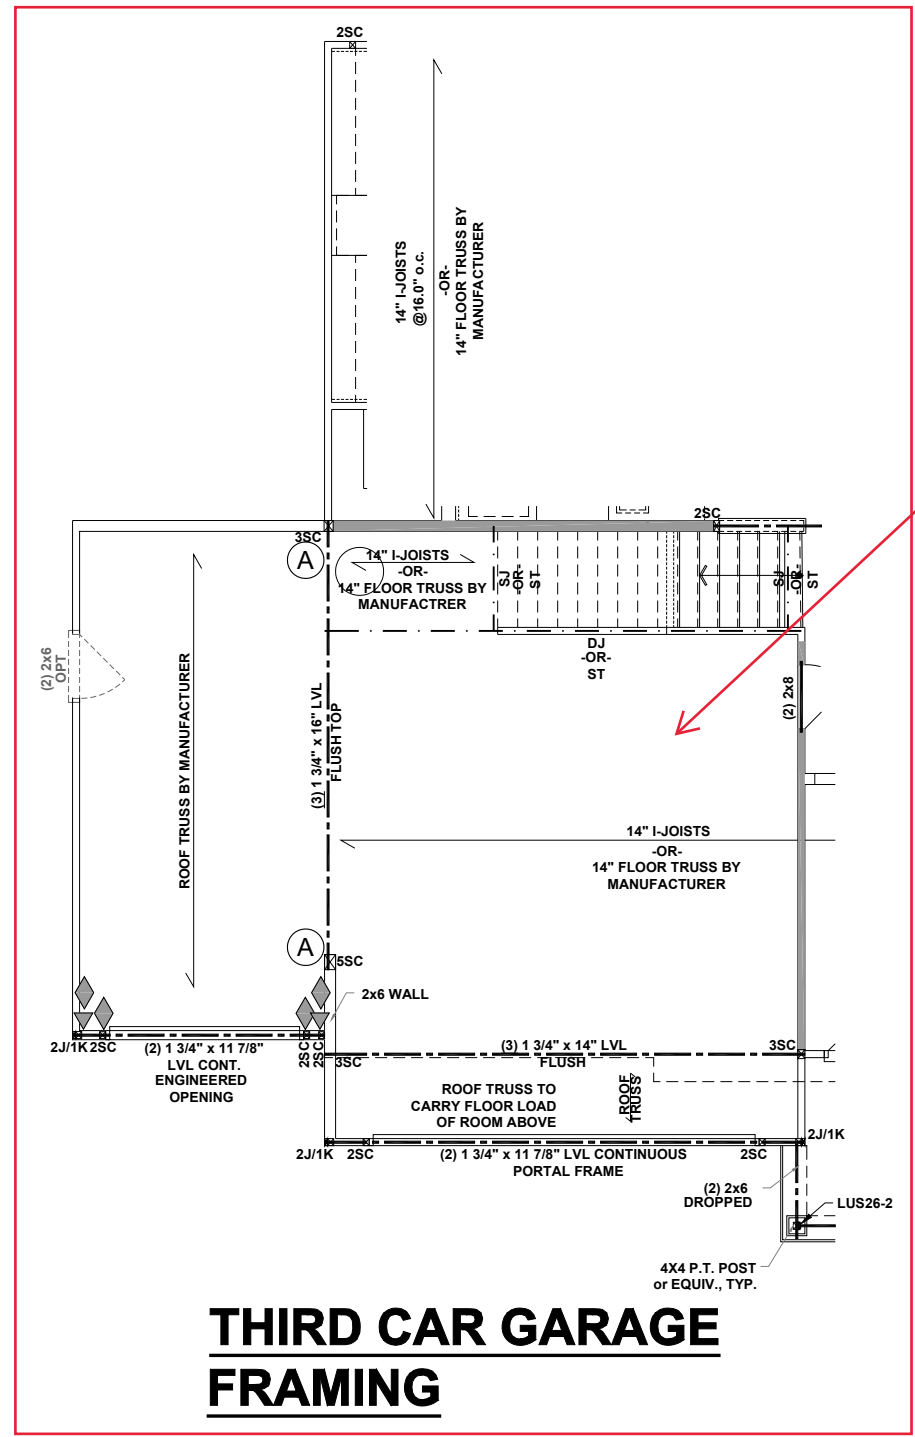 2SC
14" I-JOISTS
@16.0" o.c.
-OR-
14" FLOOR TRUSS BY
MANUFACTURER
2SC
3SC
A
14" I-JOISTS
-OR-
14" FLOOR TRUSS BY
MANUFACTRER
SJ
-OR-
ST
SJ
-OR-
ST
DJ
-OR-
ST
(2) 2x6
OPT
ROOF TRUSS BY MANUFACTURER
(3) 1 3/4" x 16" LVL
FLUSH TOP
(2) 2x8
14" I-JOISTS
-OR-
14" FLOOR TRUSS BY
MANUFACTURER
A
5SC
2x6 WALL
2J/1K
2SC
(2) 1 3/4" x 11 7/8"
LVL CONT.
ENGINEERED
OPENING
2SC
2SC
3SC
(3) 1 3/4" x 14" LVL
FLUSH
3SC
ROOF TRUSS TO
CARRY FLOOR LOAD
OF ROOM ABOVE
ROOF
TRUSS
2J/1K
2SC
(2) 1 3/4" x 11 7/8" LVL CONTINUOUS
PORTAL FRAME
2SC
2J/1K
(2) 2x6
DROPPED
LUS26-2
4X4 P.T. POST
or EQUIV., TYP.
THIRD CAR GARAGE
FRAMING